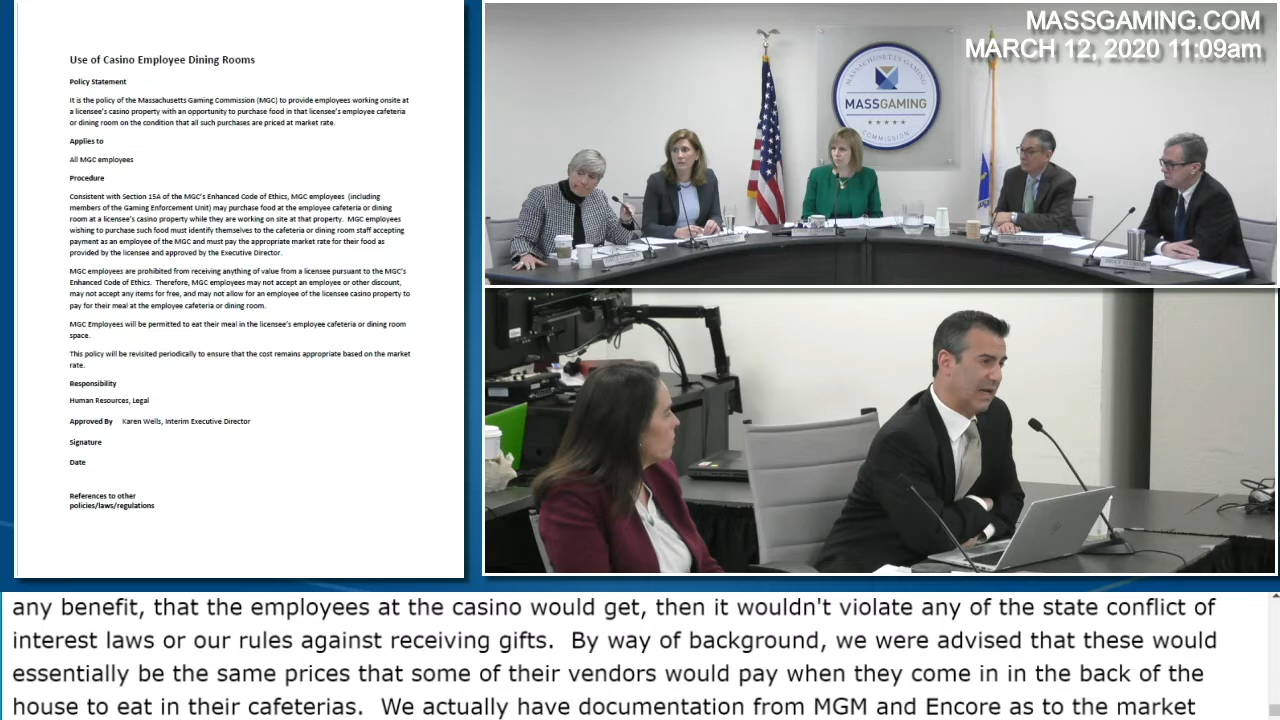 Use of Casino Employee Dining Rooms
Policy Statement
It is the policy of the Massachusetts Gaming Commission (MGC) to provide employees working onsite at
a licensee's casino property with an opportunity to purchase food in that licensee's employee cafeteria
or dining room on the condition that all such purchases are priced at market rate.
Applies to
All MGC employees
Procedure
Consistent with Section 15A of the MGC's Enhanced Code of Ethics, MGC employees (including
members of the Gaming Enforcement Unit) may purchase food at the employee cafeteria or dining
room at a licensee's casino property while they are working on site at that property. MGC employees
wishing to purchase such food must identify themselves to the cafeteria or dining room staff accepting
payment as an employee of the MGC and must pay the appropriate market rate for their food as
provided by the licensee and approved by the Executive Director.
MGC employees are prohibited from receiving anything of value from a licensee pursuant to the MGC's
Enhanced Code of Ethics. Therefore, MGC employees may not accept an employee or other discount,
may not accept any items for free, and may not allow for an employee of the licensee casino property to
pay for their meal at the employee cafeteria or dining room.
MGC Employees will be permitted to eat their meal in the licensee's employee cafeteria or dining room
space.
This policy will be revisited periodically to ensure that the cost remains appropriate based on the market
rate.
Responsibility
Human Resources, Legal
Approved By Karen Wells, Interim Executive Director
Signature
Date
References to other
policies/laws/regulations
MASSGAMING.COM
MARCH 12, 2020 11:09am
MASSACHUSETTS GAMING
MASSGAMING
COMMISSION
any benefit, that the employees at the casino would get, then it wouldn't violate any of the state conflict of
interest laws or our rules against receiving gifts. By way of background, we were advised that these would
essentially be the same prices that some of their vendors would pay when they come in in the back of the
house to eat in their cafeterias. We actually have documentation from MGM and Encore as to the market